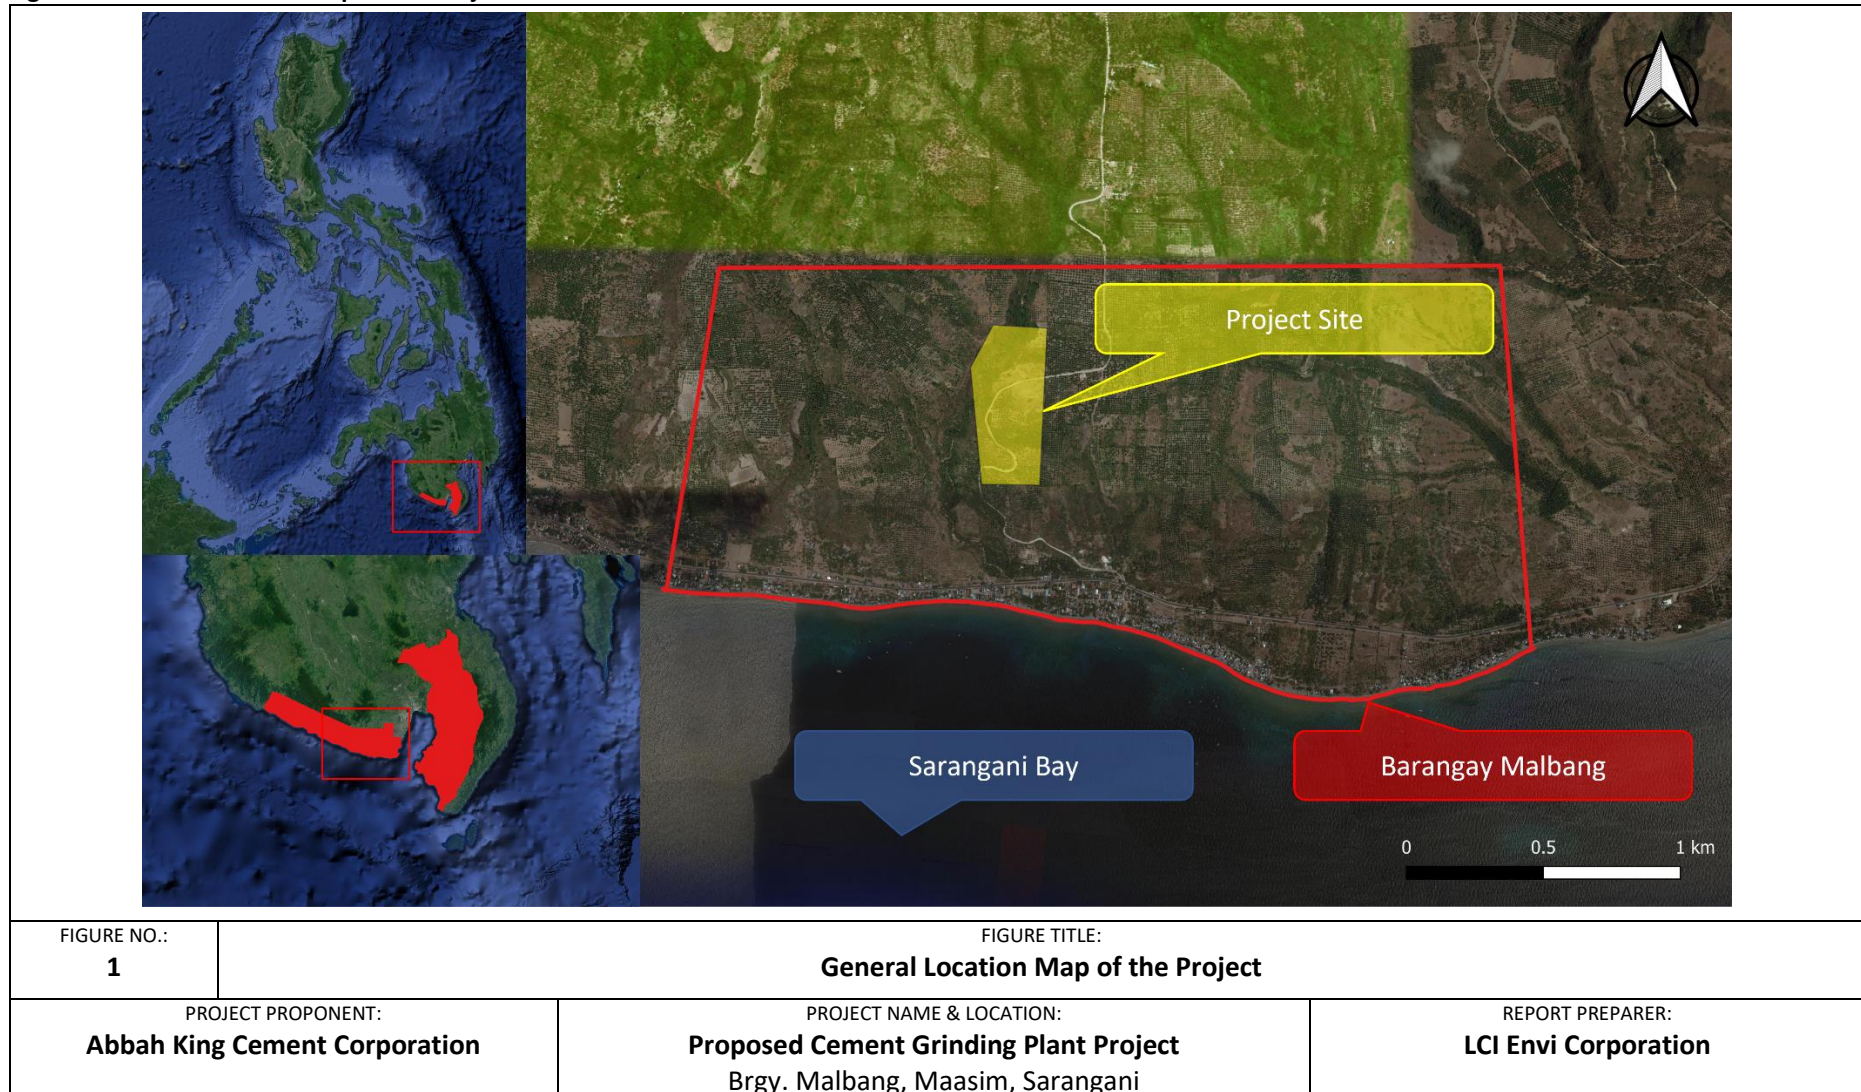 Project Site
Sarangani Bay
Barangay Malbang
0 0.5 1 km
FIGURE NO.:
1
FIGURE TITLE:
General Location Map of the Project
PROJECT PROPONENT:
Abbah King Cement Corporation
PROJECT NAME & LOCATION:
Proposed Cement Grinding Plant Project
Brgy. Malbang, Maasim, Sarangani
REPORT PREPARER:
LCI Envi Corporation